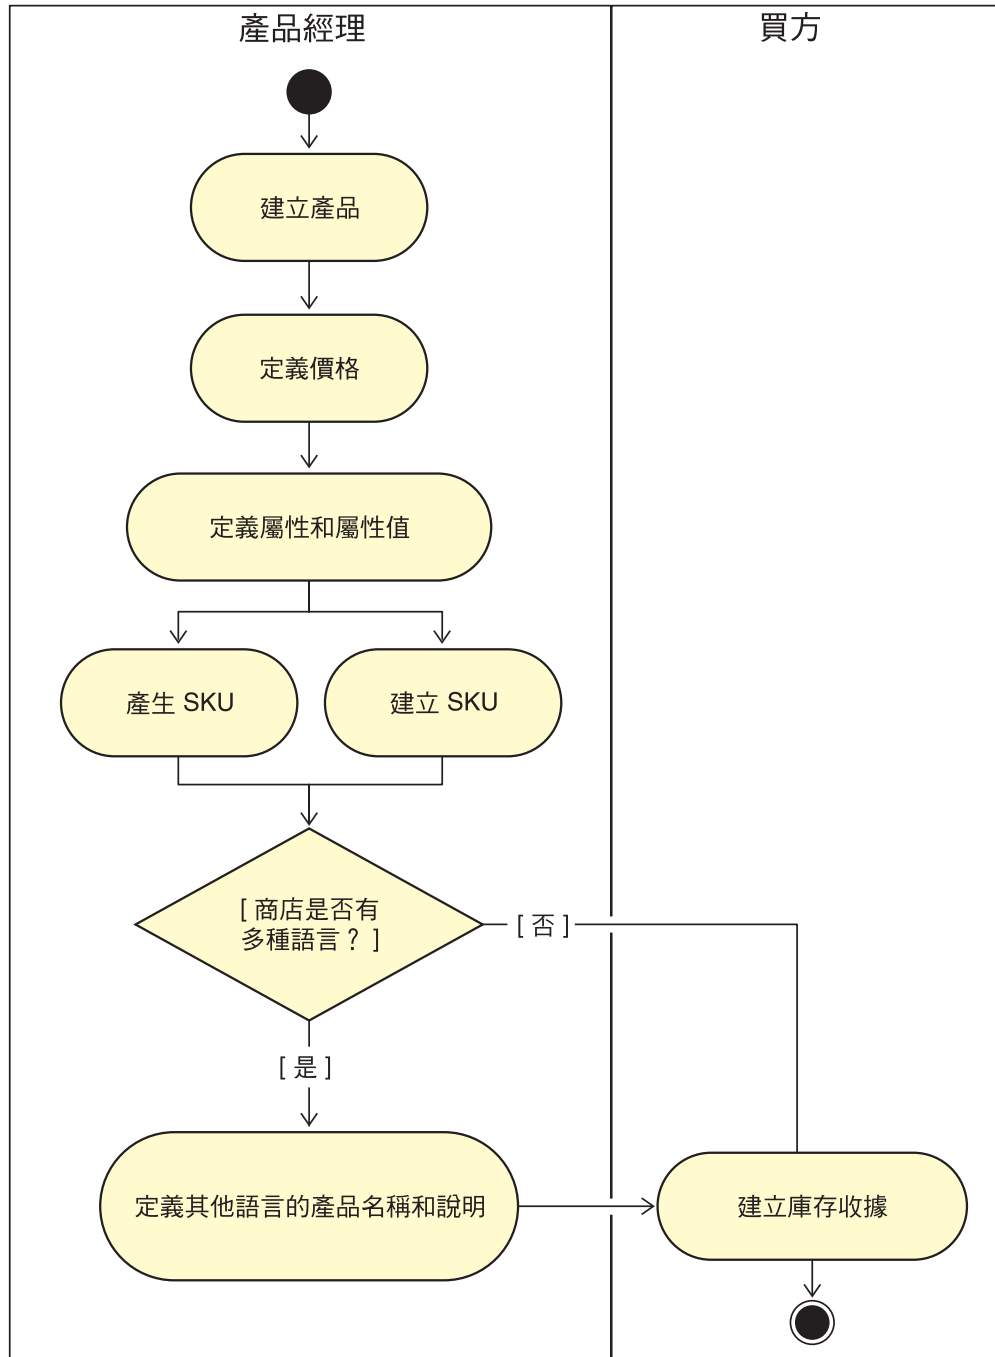 產品經理
買方
建立產品
定義價格
定義屬性和屬性值
產生 SKU
建立 SKU
[ 商店是否有
多種語言？ ]
[ 否 ]
[ 是 ]
定義其他語言的產品名稱和說明
建立庫存收據